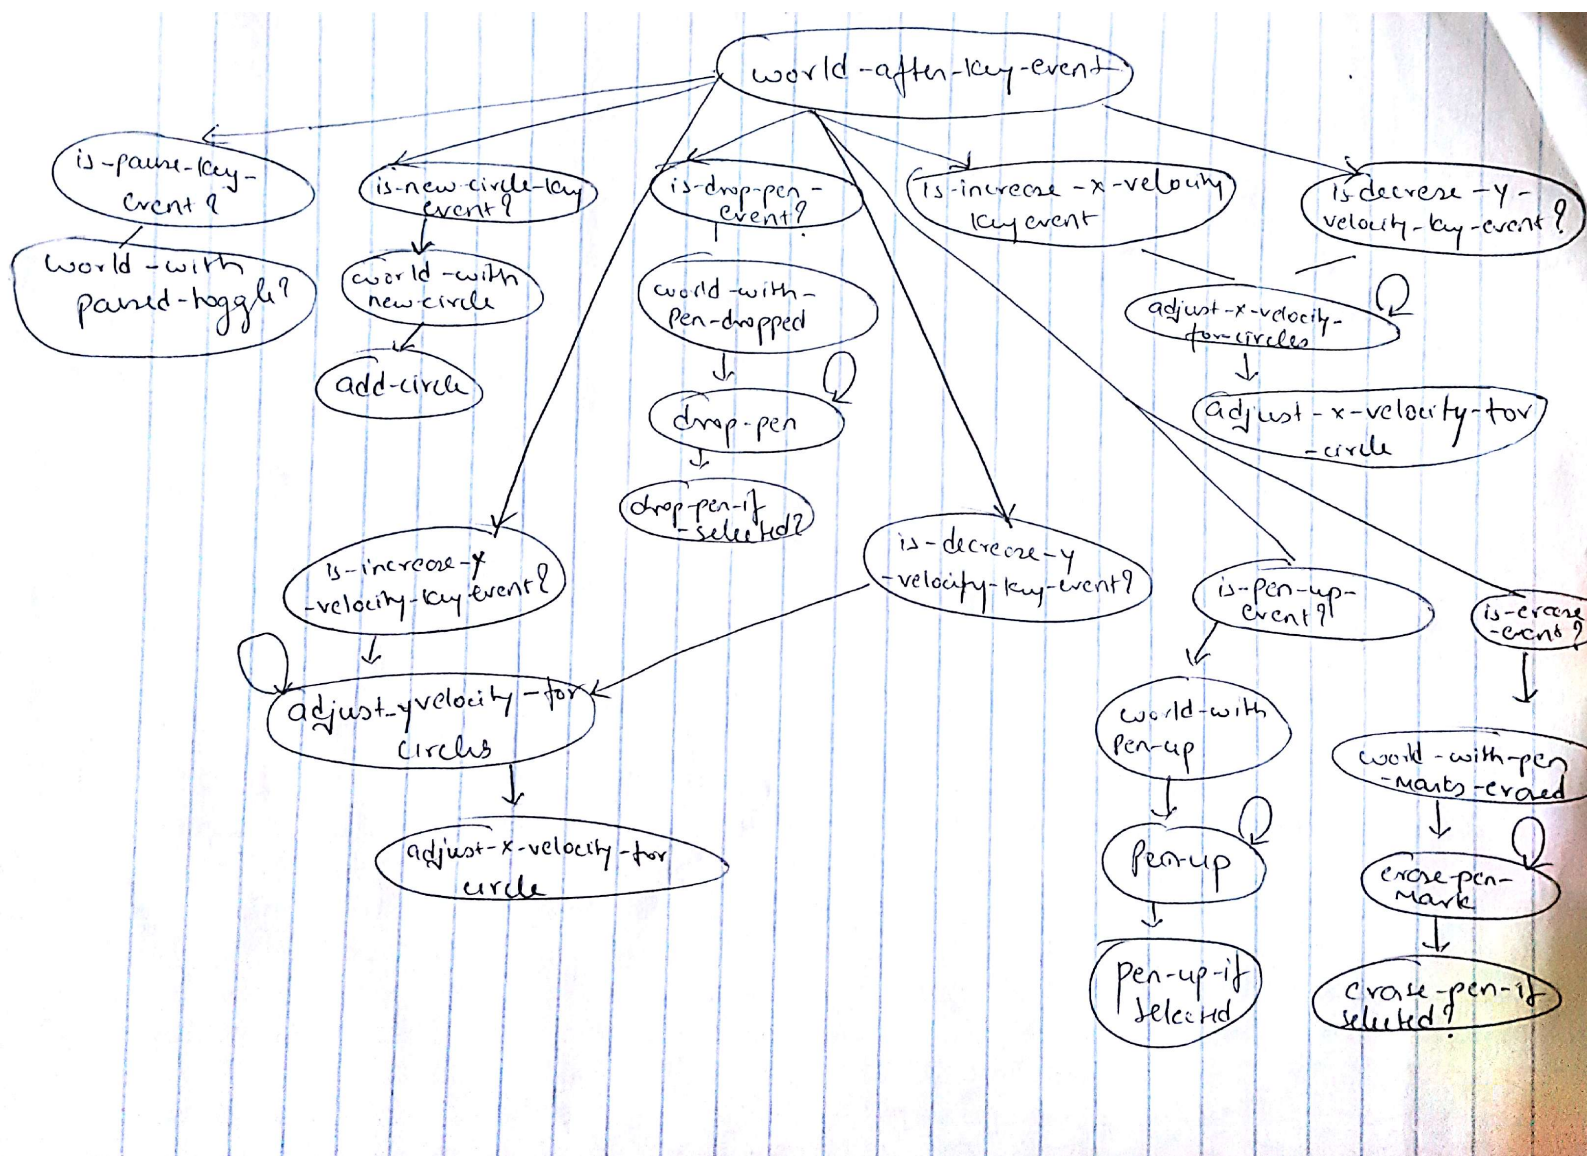 world-after-key-event
is-pause-key-
event?
is-new-circle-key
event?
is-drop-pen-
event?
is-increase-x-velocity
key event
is-decrese-y-
velocity-key-event?
world-with
paused-toggle?
world-with
new-circle
add-circle
world-with-
pen-dropped
drop-pen
drop-pen-if
-selected?
adjust-x-velocity-
for-circles
adjust-x-velocity-for
-circle
is-increase-y
-velocity-key-event?
adjust-yvelocity-for
circles
adjust-x-velocity-for
circle
is-decrease-y
-velocity-key-event?
is-pen-up-
event?
world-with
pen-up
Pen-up
pen-up-if
selected
is-erase
-event?
world-with-pen
-marks-erased
erase-pen-
mark
erase-pen-if
selected?